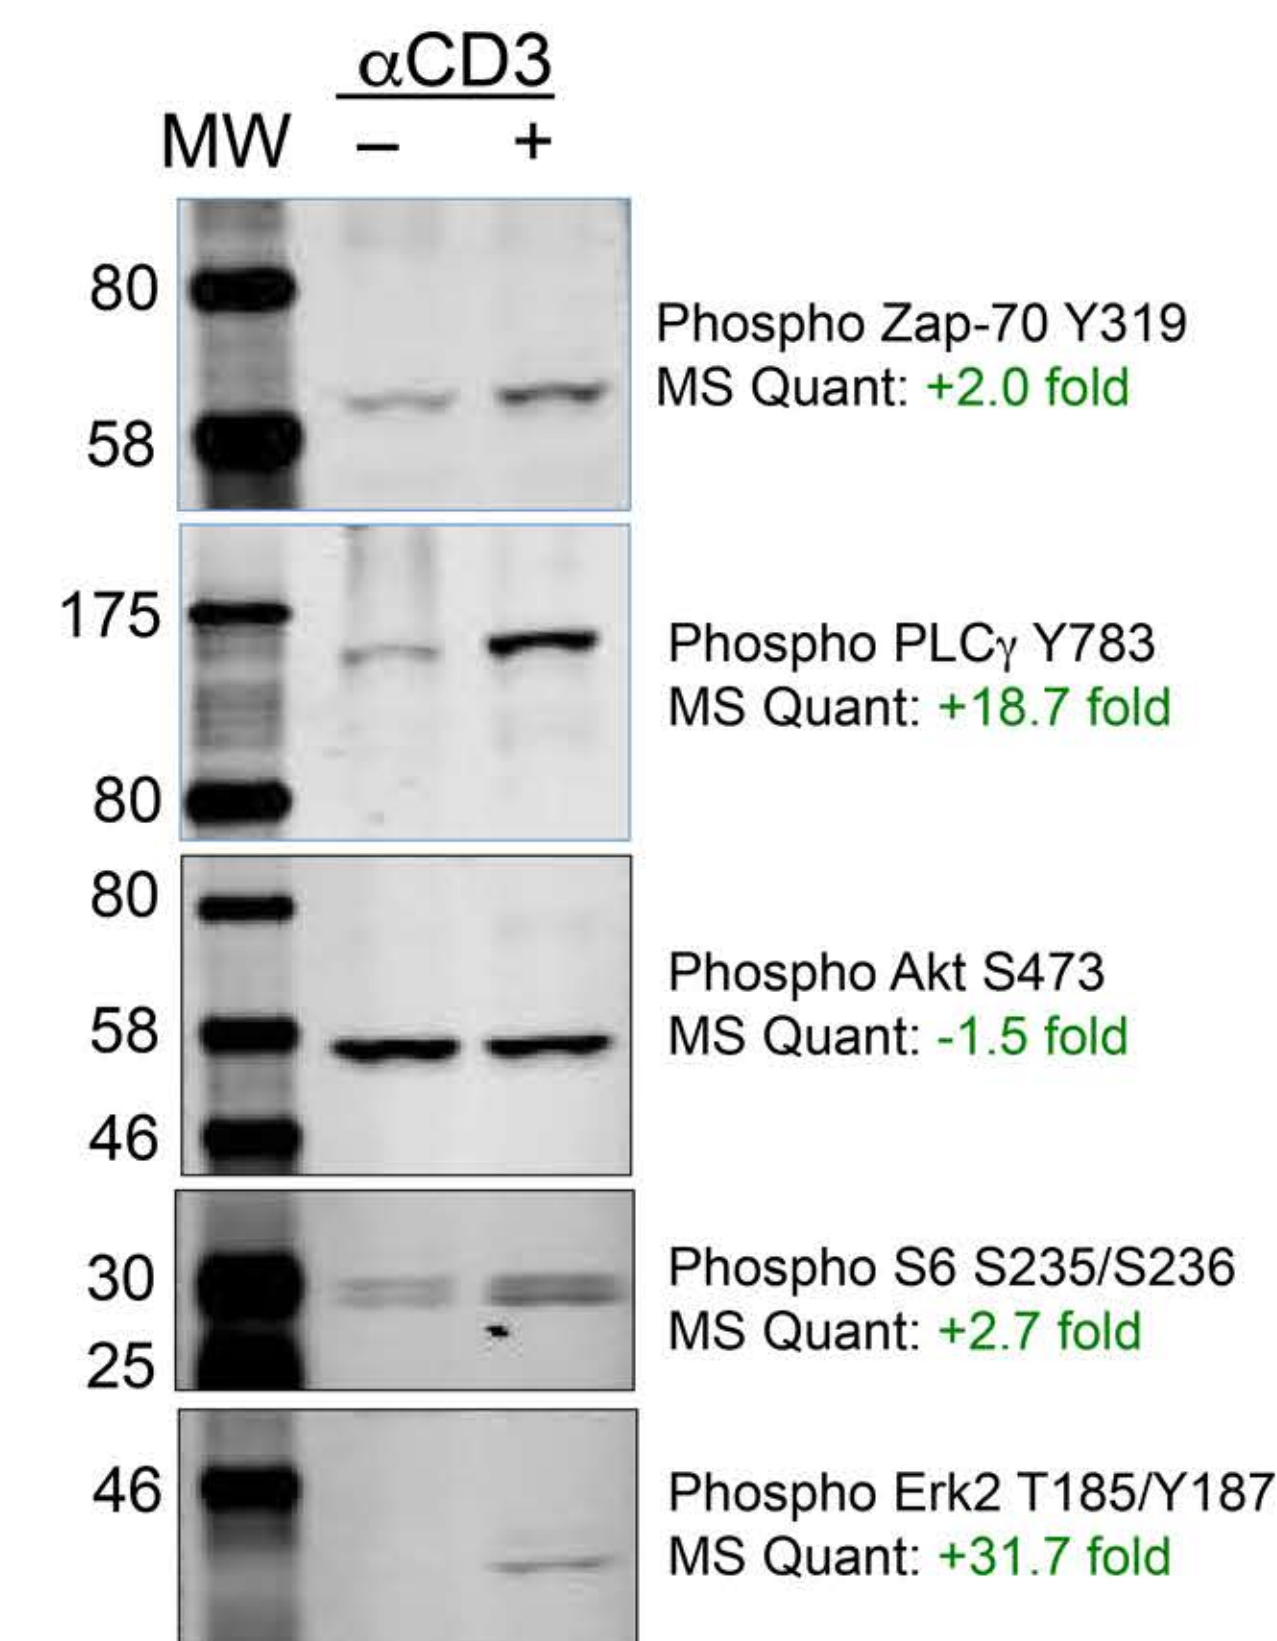 αCD3
MW – +
80
Phospho Zap-70 Y319
MS Quant: +2.0 fold
58
175
Phospho PLCγ Y783
MS Quant: +18.7 fold
80
80
Phospho Akt S473
58
MS Quant: -1.5 fold
46
30
Phospho S6 S235/S236
MS Quant: +2.7 fold
25
46
Phospho Erk2 T185/Y187
MS Quant: +31.7 fold